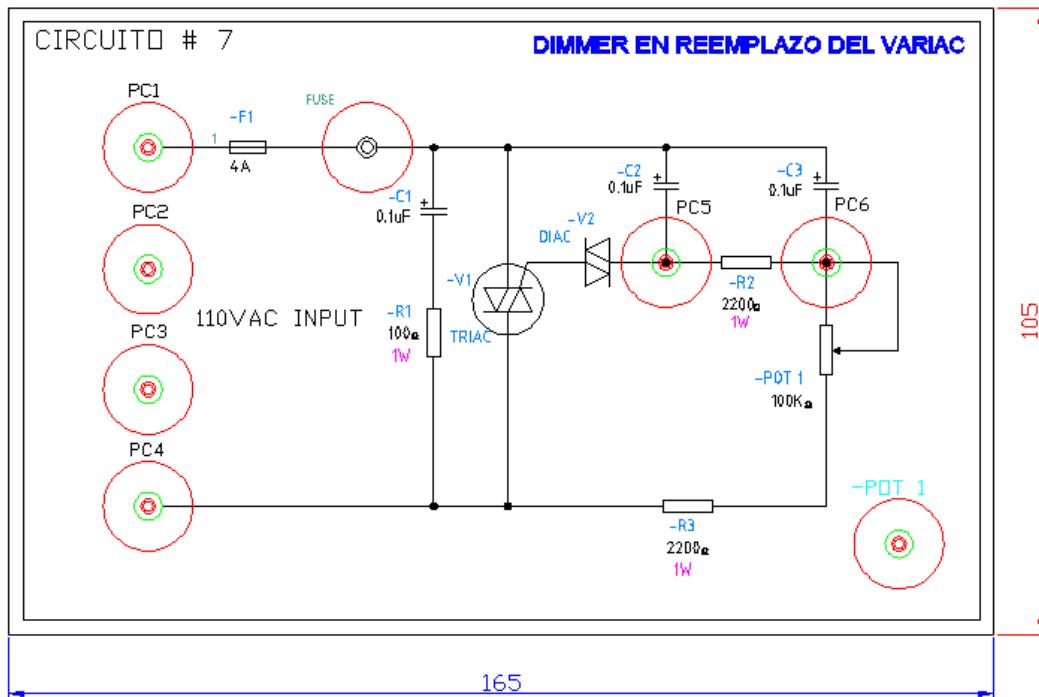 CIRCUITO # 7
DIMMER EN REEMPLAZO DEL VARIAC
PC1
-F1
1
4A
FUSE
-C1
0.1uF
-C2
0.1uF
-C3
0.1uF
PC2
PC5
PC6
-V2
DIAC
-V1
TRIAC
-R2
2200Ω
1W
110VAC INPUT
-R1
100Ω
1W
PC3
-POT 1
100KΩ
105
PC4
-R3
2200Ω
1W
-POT 1
165